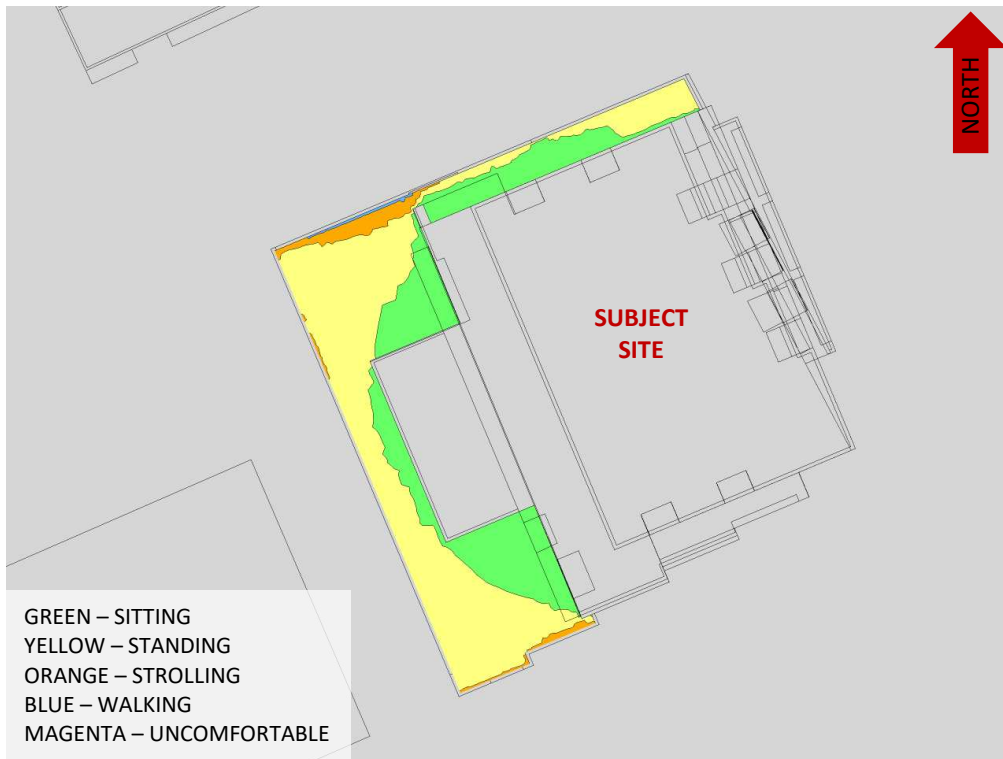 NORTH
SUBJECT
SITE
GREEN – SITTING
YELLOW – STANDING
ORANGE – STROLLING
BLUE – WALKING
MAGENTA – UNCOMFORTABLE